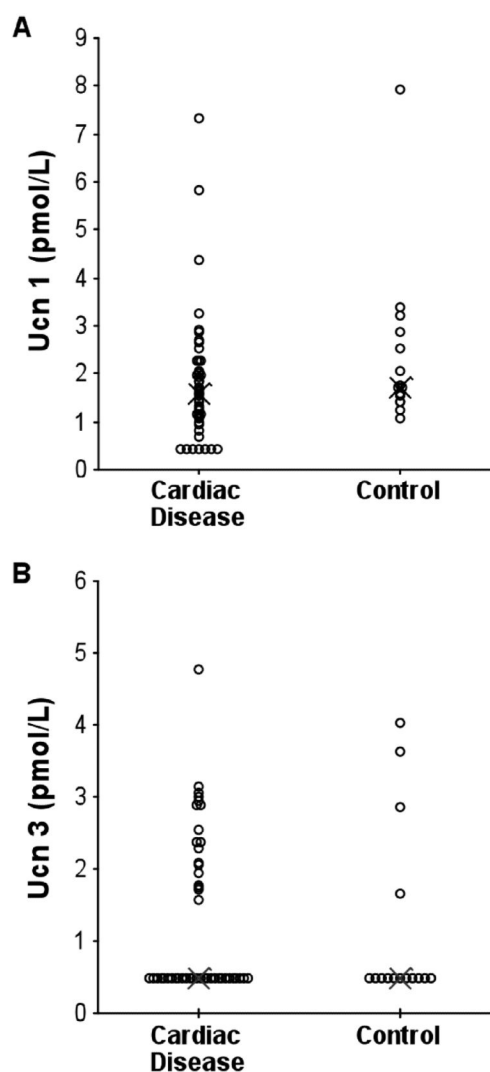 A
Ucn 1 (pmol/L)
9
8
7
6
5
4
3
2
1
0
Cardiac Disease
Control
B
Ucn 3 (pmol/L)
6
5
4
3
2
1
0
Cardiac Disease
Control